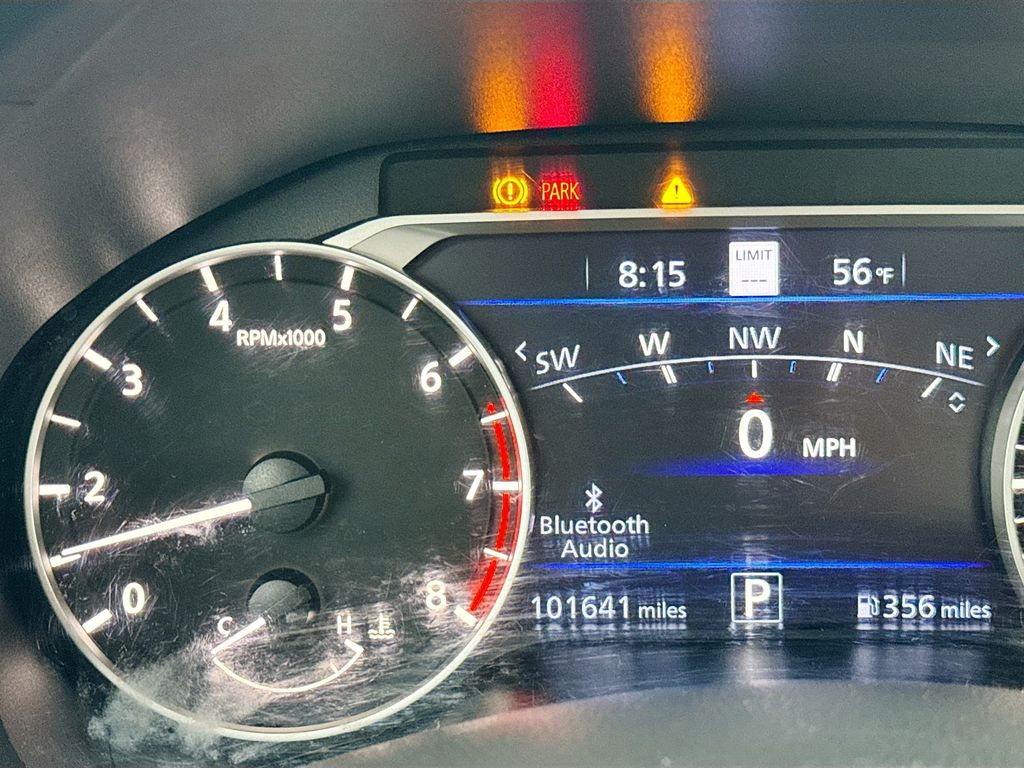 PARK
8:15
LIMIT
---
56°F
< SW W NW N NE >
0 MPH
Bluetooth
Audio
101641 miles
P
356 miles
0
2
3
4
5
6
7
8
RPMx1000
C H